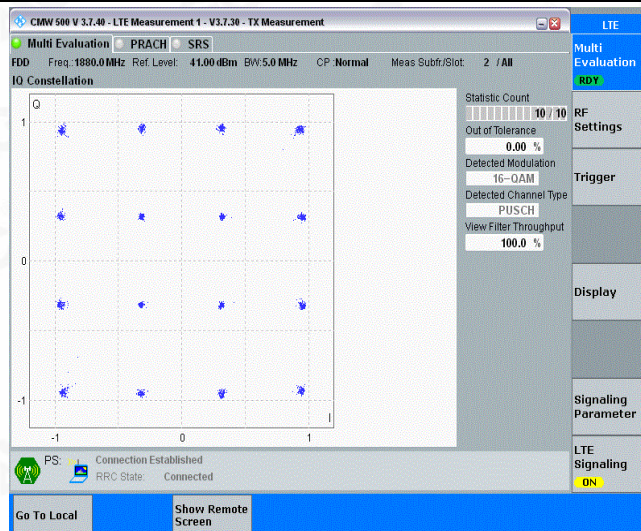 CMW 500 V 3.7.40 - LTE Measurement 1 - V3.7.30 - TX Measurement
LTE
Multi Evaluation PRACH SRS
Multi
Evaluation
RDY
FDD Freq.:1880.0 MHz Ref. Level: 41.00 dBm BW:5.0 MHz CP :Normal Meas Subfr./Slot: 2 / All
IQ Constellation
Q
1
0
-1
-1 0 1
I
Statistic Count
10 / 10
Out of Tolerance
0.00 %
Detected Modulation
16-QAM
Detected Channel Type
PUSCH
View Filter Throughput
100.0 %
RF
Settings
Trigger
Display
Signaling
Parameter
LTE
Signaling
ON
PS: Connection Established
RRC State: Connected
Go To Local
Show Remote
Screen